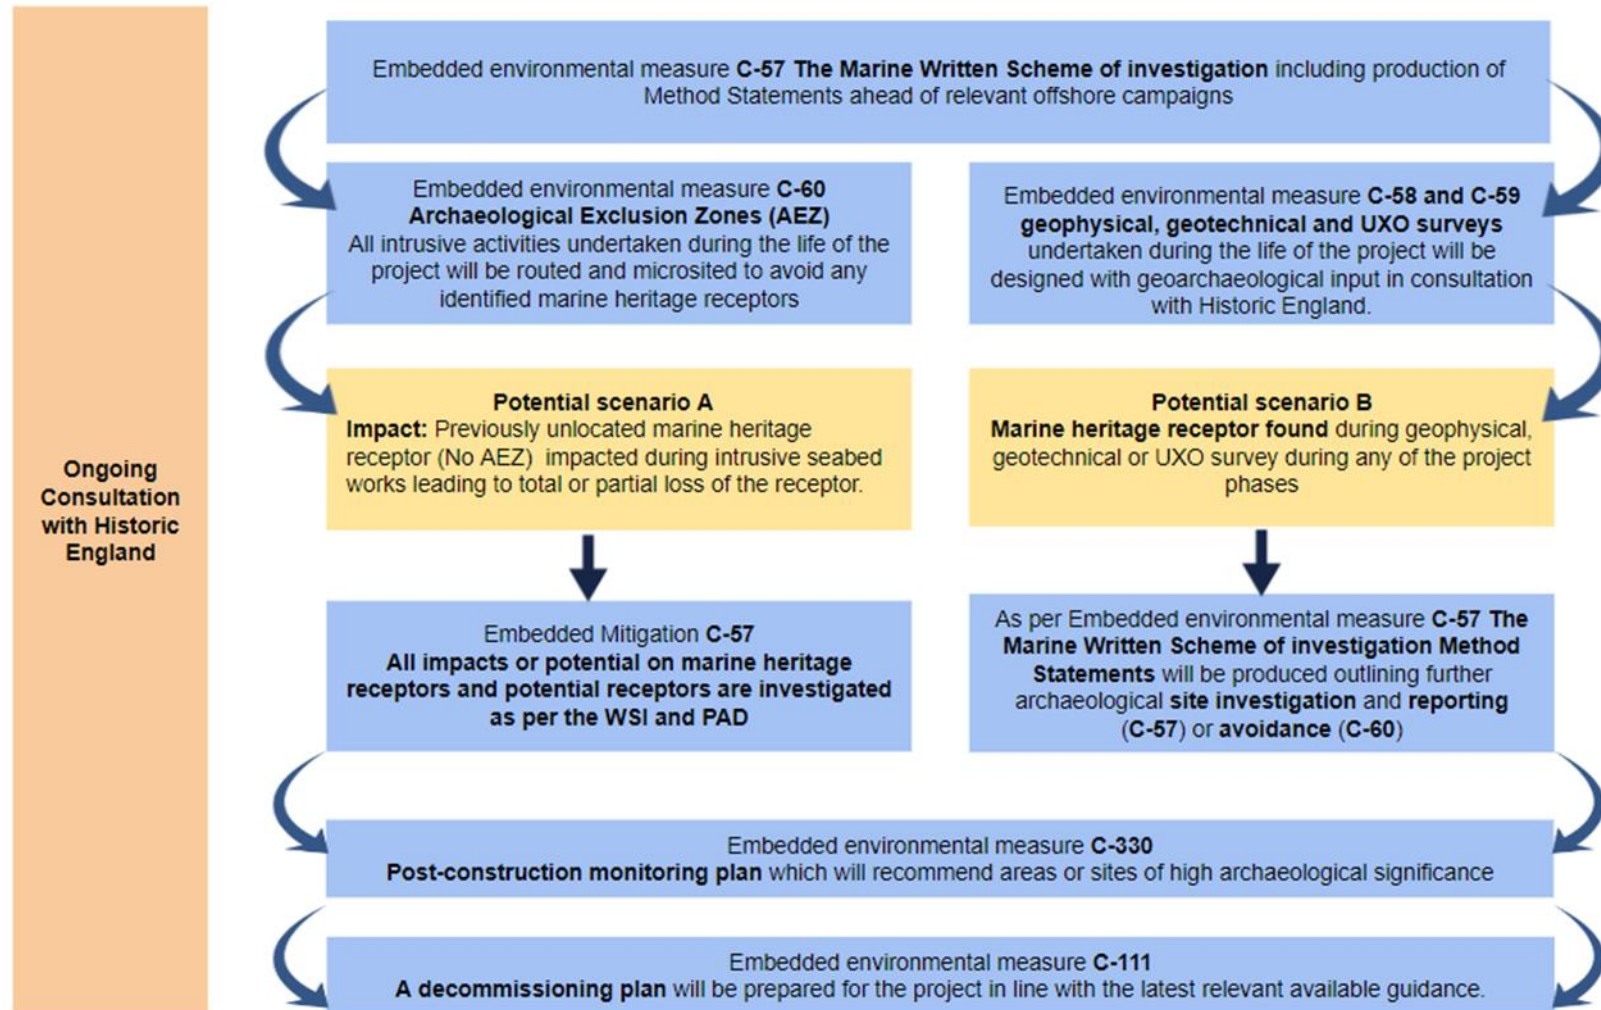 Ongoing
Consultation
with Historic
England
Embedded environmental measure C-57 The Marine Written Scheme of investigation including production of
Method Statements ahead of relevant offshore campaigns
Embedded environmental measure C-60
Archaeological Exclusion Zones (AEZ)
All intrusive activities undertaken during the life of the
project will be routed and microsited to avoid any
identified marine heritage receptors
Embedded environmental measure C-58 and C-59
geophysical, geotechnical and UXO surveys
undertaken during the life of the project will be
designed with geoarchaeological input in consultation
with Historic England.
Potential scenario A
Impact: Previously unlocated marine heritage
receptor (No AEZ) impacted during intrusive seabed
works leading to total or partial loss of the receptor.
Potential scenario B
Marine heritage receptor found during geophysical,
geotechnical or UXO survey during any of the project
phases
Embedded Mitigation C-57
All impacts or potential on marine heritage
receptors and potential receptors are investigated
as per the WSI and PAD
As per Embedded environmental measure C-57 The
Marine Written Scheme of investigation Method
Statements will be produced outlining further
archaeological site investigation and reporting
(C-57) or avoidance (C-60)
Embedded environmental measure C-330
Post-construction monitoring plan which will recommend areas or sites of high archaeological significance
Embedded environmental measure C-111
A decommissioning plan will be prepared for the project in line with the latest relevant available guidance.